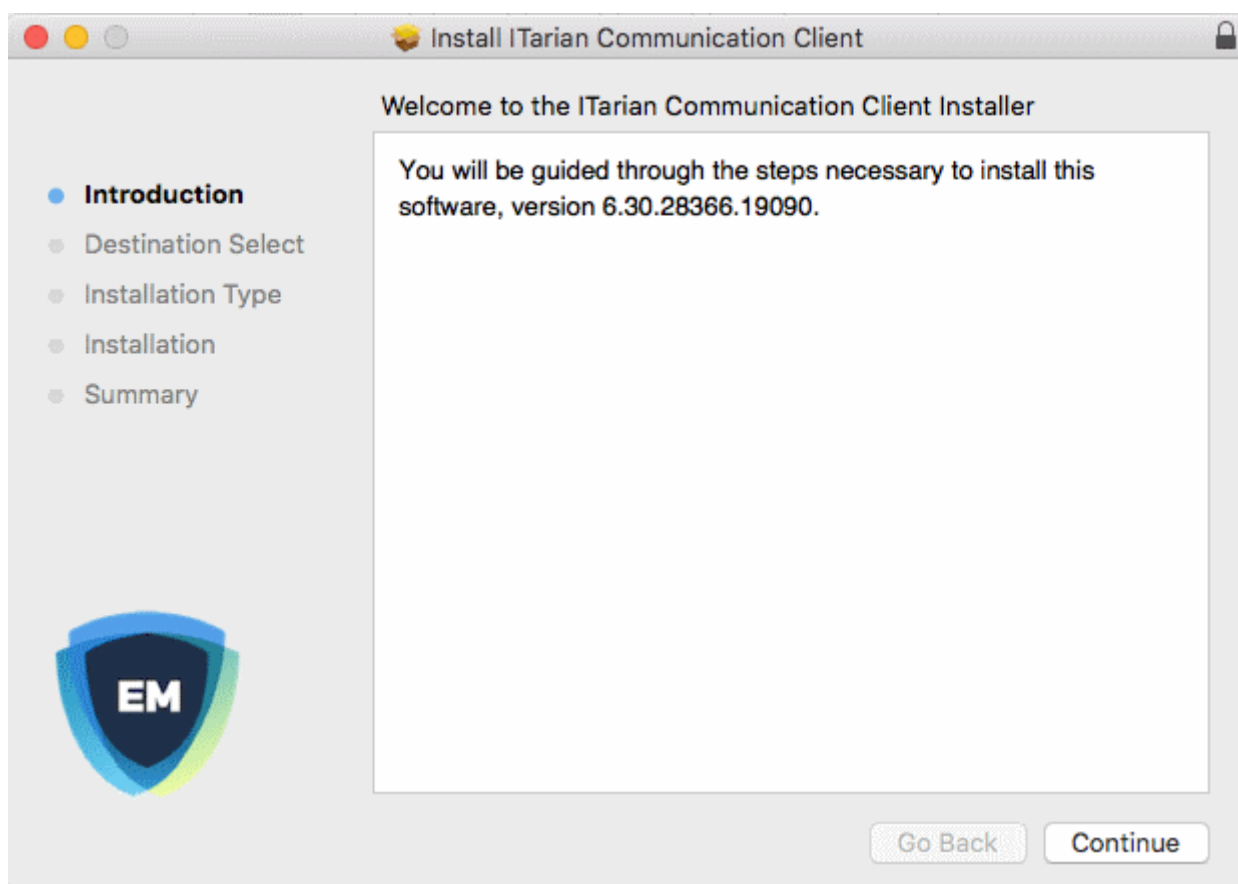 Install ITarian Communication Client
Welcome to the ITarian Communication Client Installer
Introduction
Destination Select
Installation Type
Installation
Summary
You will be guided through the steps necessary to install this
software, version 6.30.28366.19090.
EM
Go Back
Continue